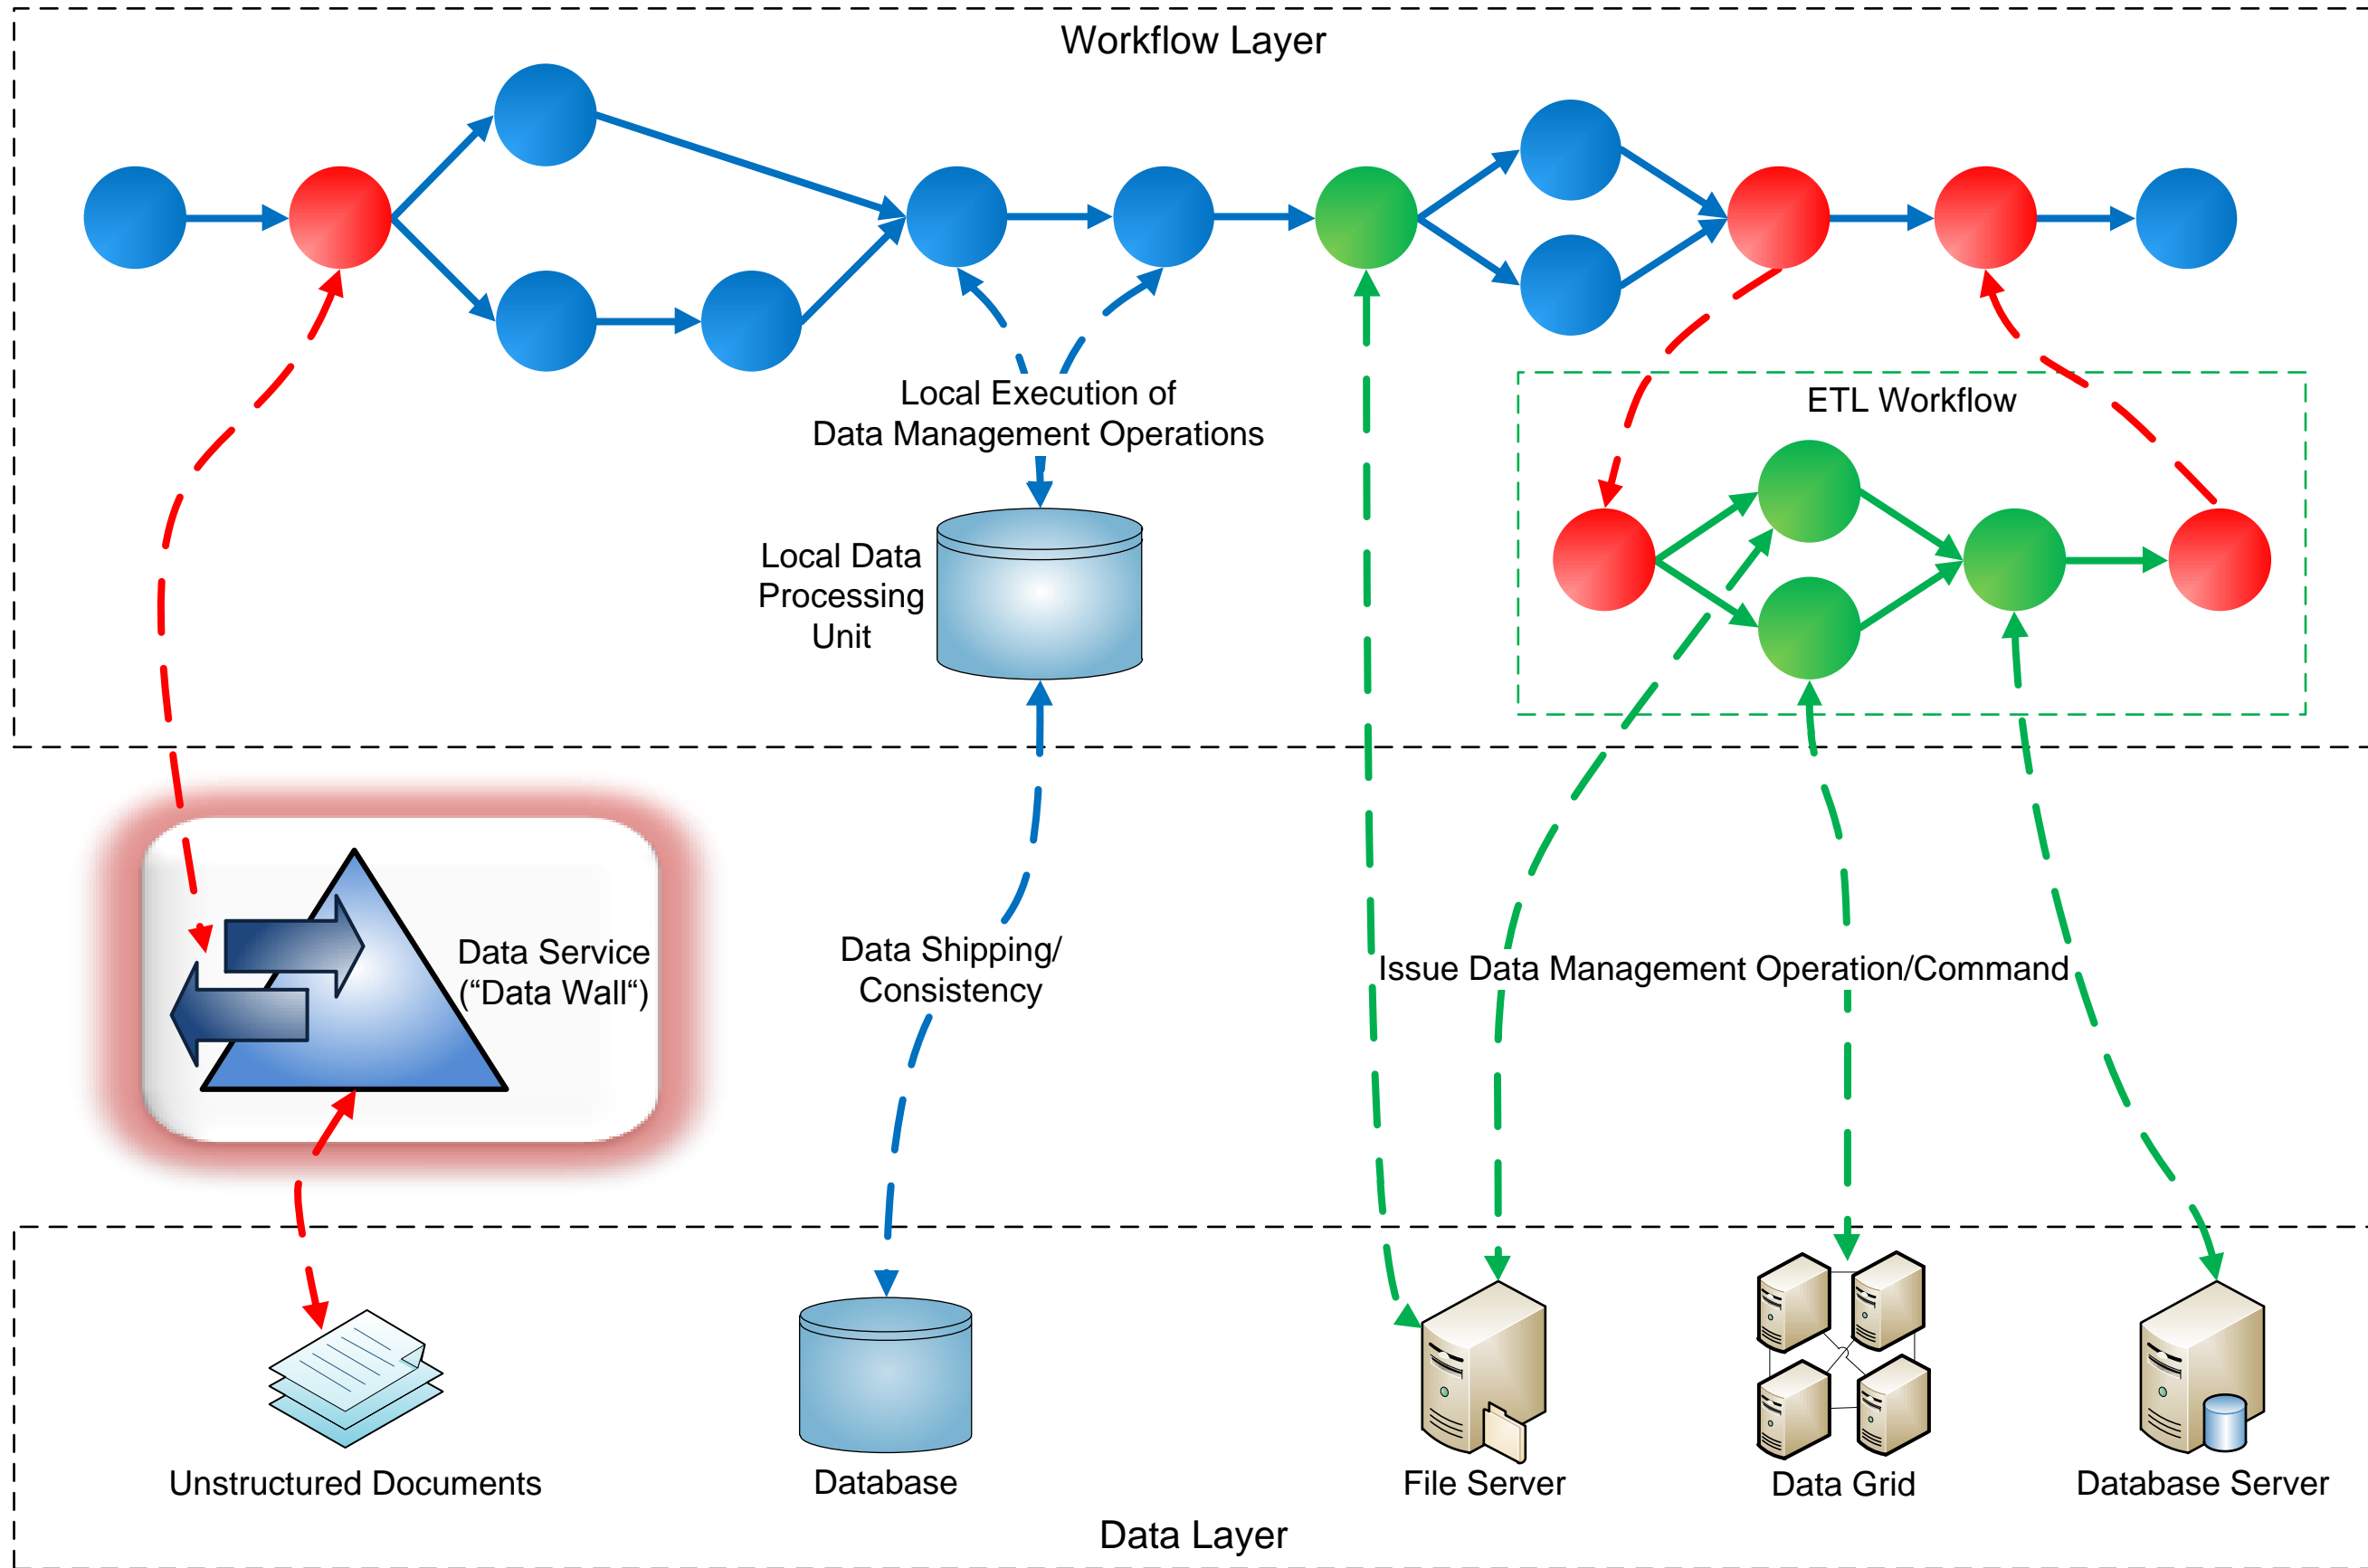 Workflow Layer
Local Execution of
Data Management Operations
ETL Workflow
Local Data
Processing
Unit
Data Service
(“Data Wall“)
Data Shipping/
Consistency
Issue Data Management Operation/Command
Unstructured Documents
Database
File Server
Data Grid
Database Server
Data Layer